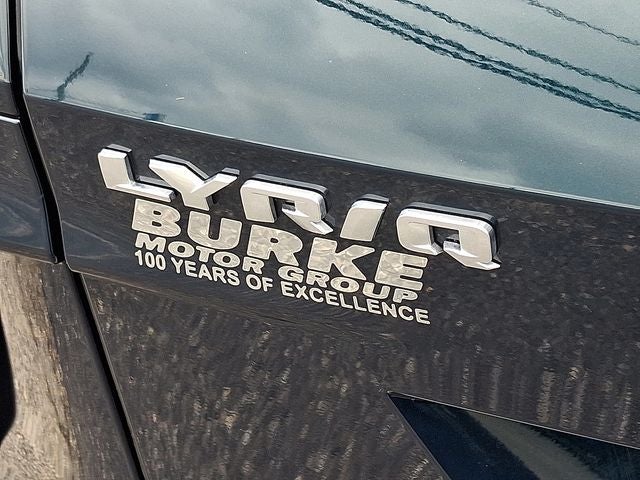 LYRIQ
BURKE
MOTOR GROUP
100 YEARS OF EXCELLENCE